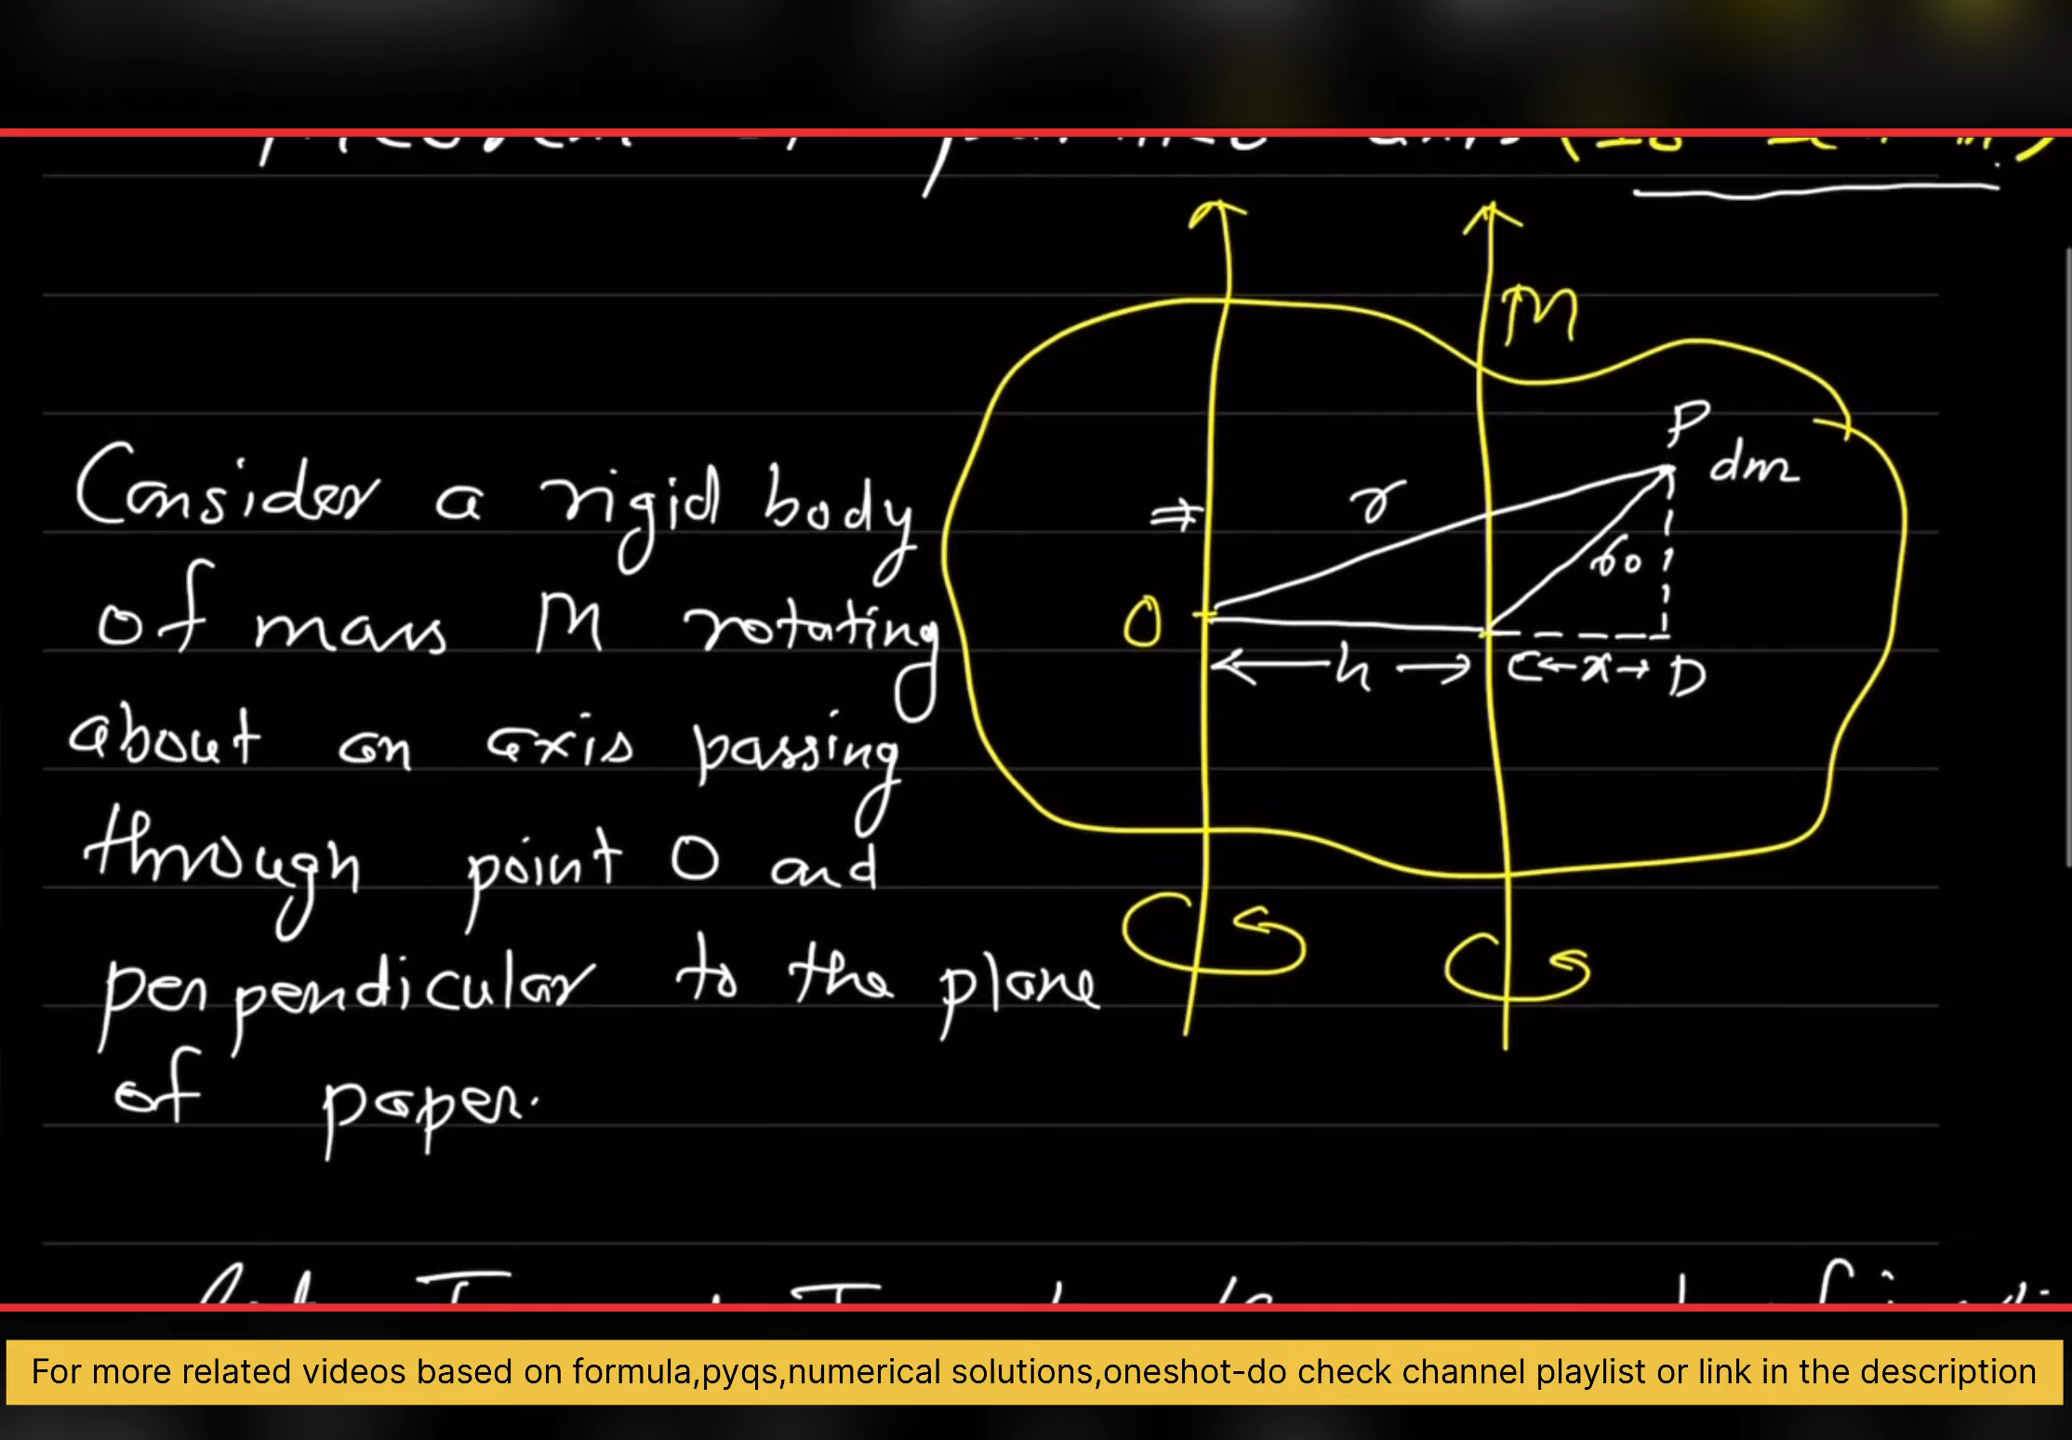 Consider a rigid body
of mass M rotating
about an axis passing
through point O and
perpendicular to the plane
of paper.
M
P
dm
r
r0
O
h
C x D
For more related videos based on formula,pyqs,numerical solutions,oneshot-do check channel playlist or link in the description